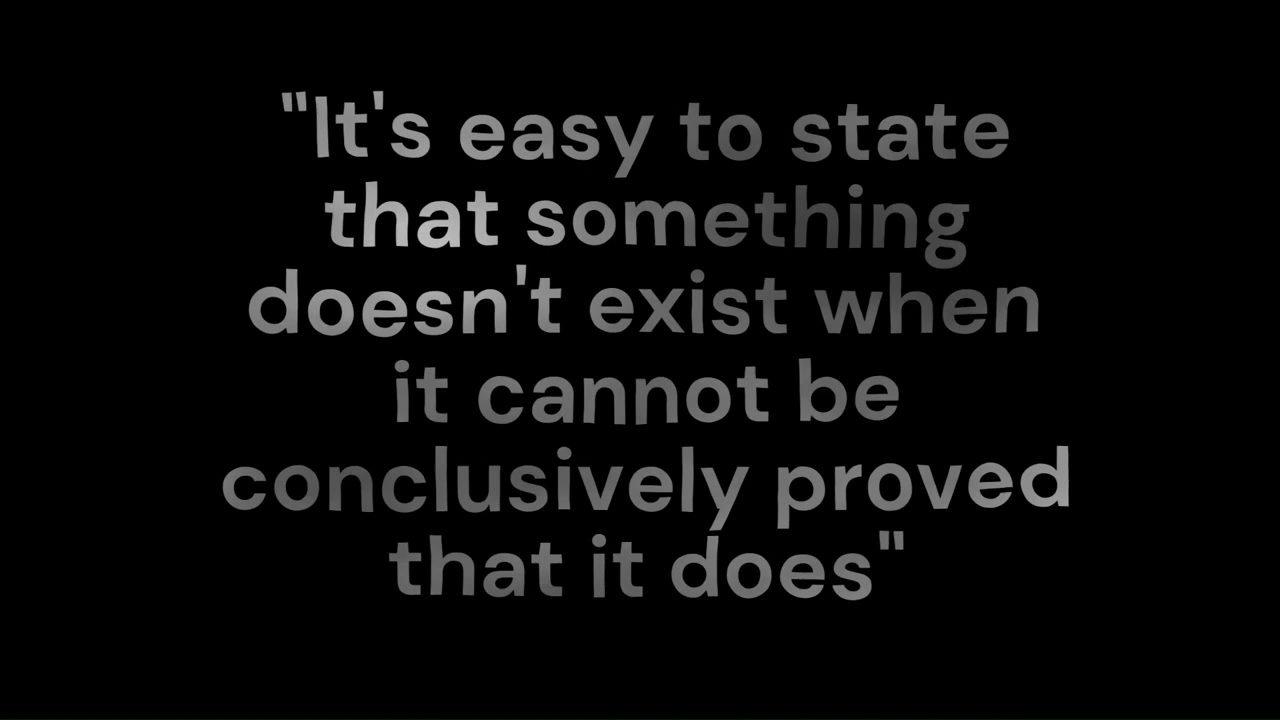 "It's easy to state
that something
doesn't exist when
it cannot be
conclusively proved
that it does"